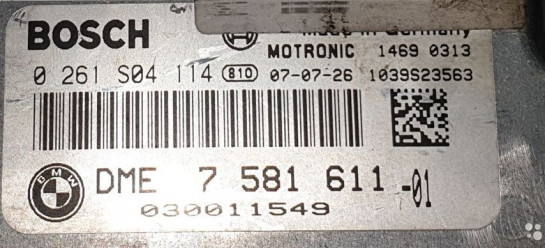 BOSCH
Made in Germany
MOTRONIC 1469 0313
0 261 S04 114 810 07-07-26 1039S23563
BMW
DME 7 581 611 -01
030011549